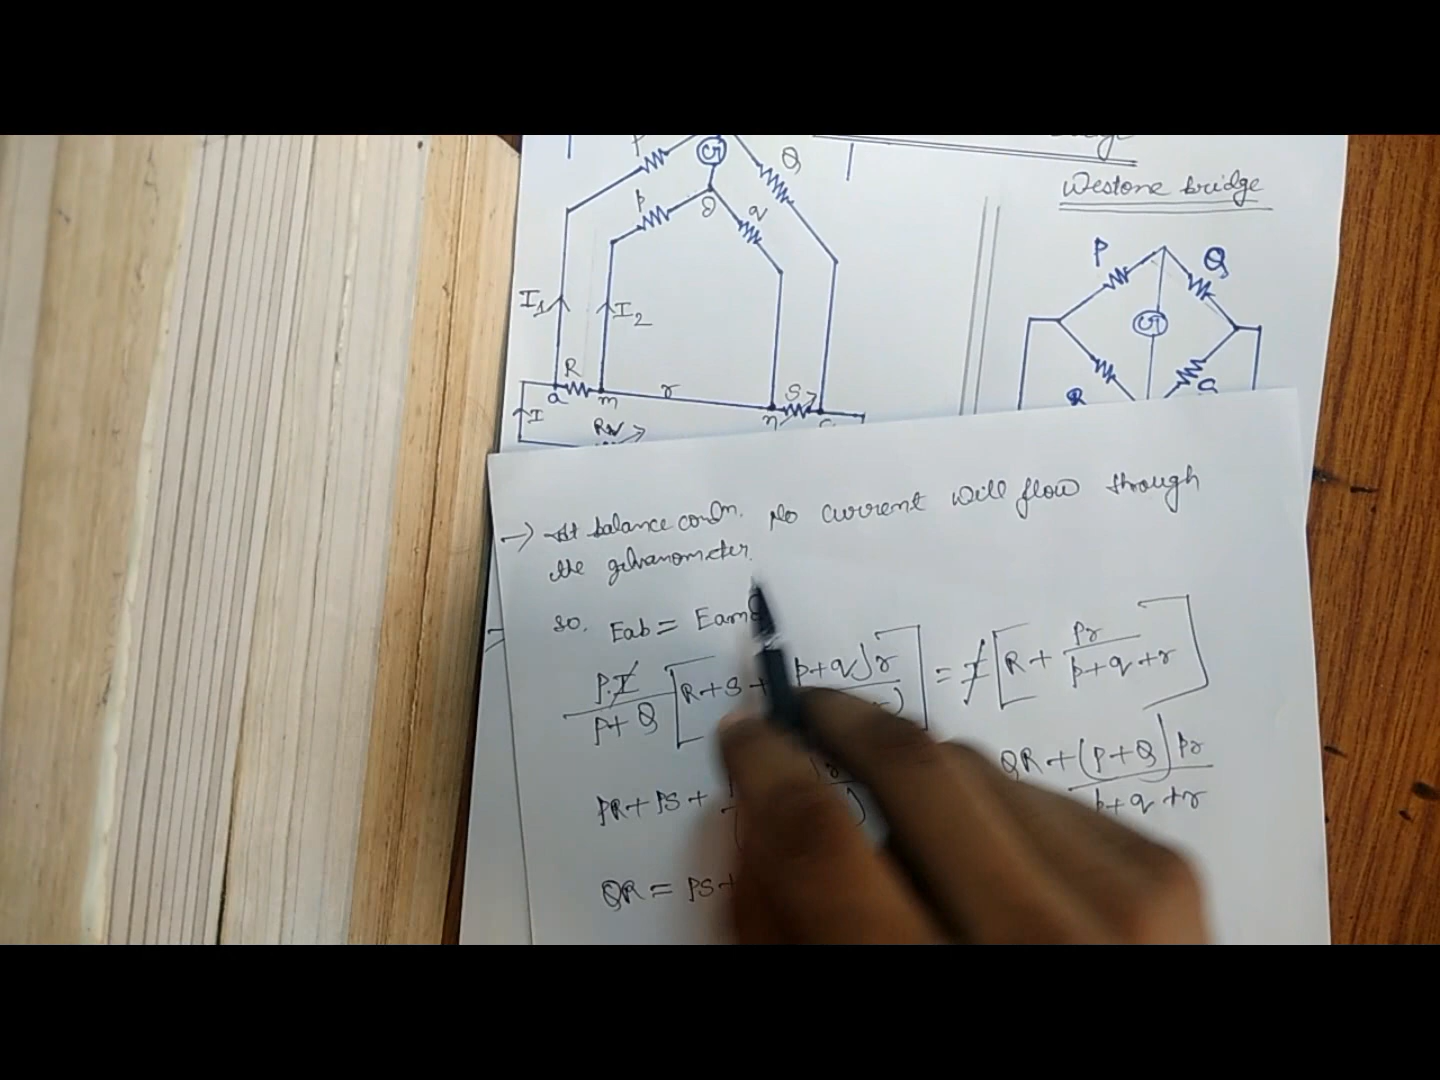 Westone bridge
P
Q
G
P
Q
p
q
d
G
I1
I2
R
R
S
a
m
r
n
I
→ At balance condn. No current will flow through
the galvanometer.
so. Eab = Eam
P.I / P+Q [R+S+ p+q)r ] = I [R + pr / p+q+r]
PR+PS+ QR+(P+Q)pr / p+q+r
QR = PS+